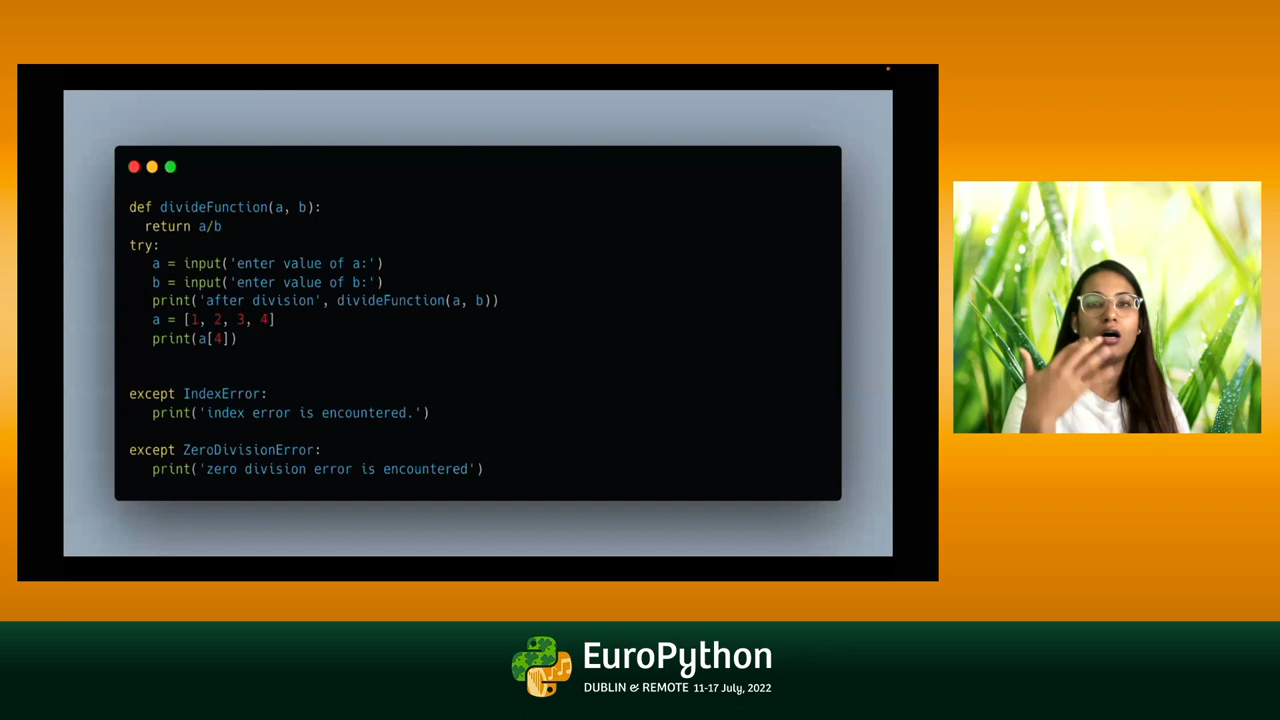 def divideFunction(a, b):
  return a/b
try:
   a = input('enter value of a:')
   b = input('enter value of b:')
   print('after division', divideFunction(a, b))
   a = [1, 2, 3, 4]
   print(a[4])
except IndexError:
   print('index error is encountered.')
except ZeroDivisionError:
   print('zero division error is encountered')
EuroPython
DUBLIN & REMOTE 11-17 July, 2022